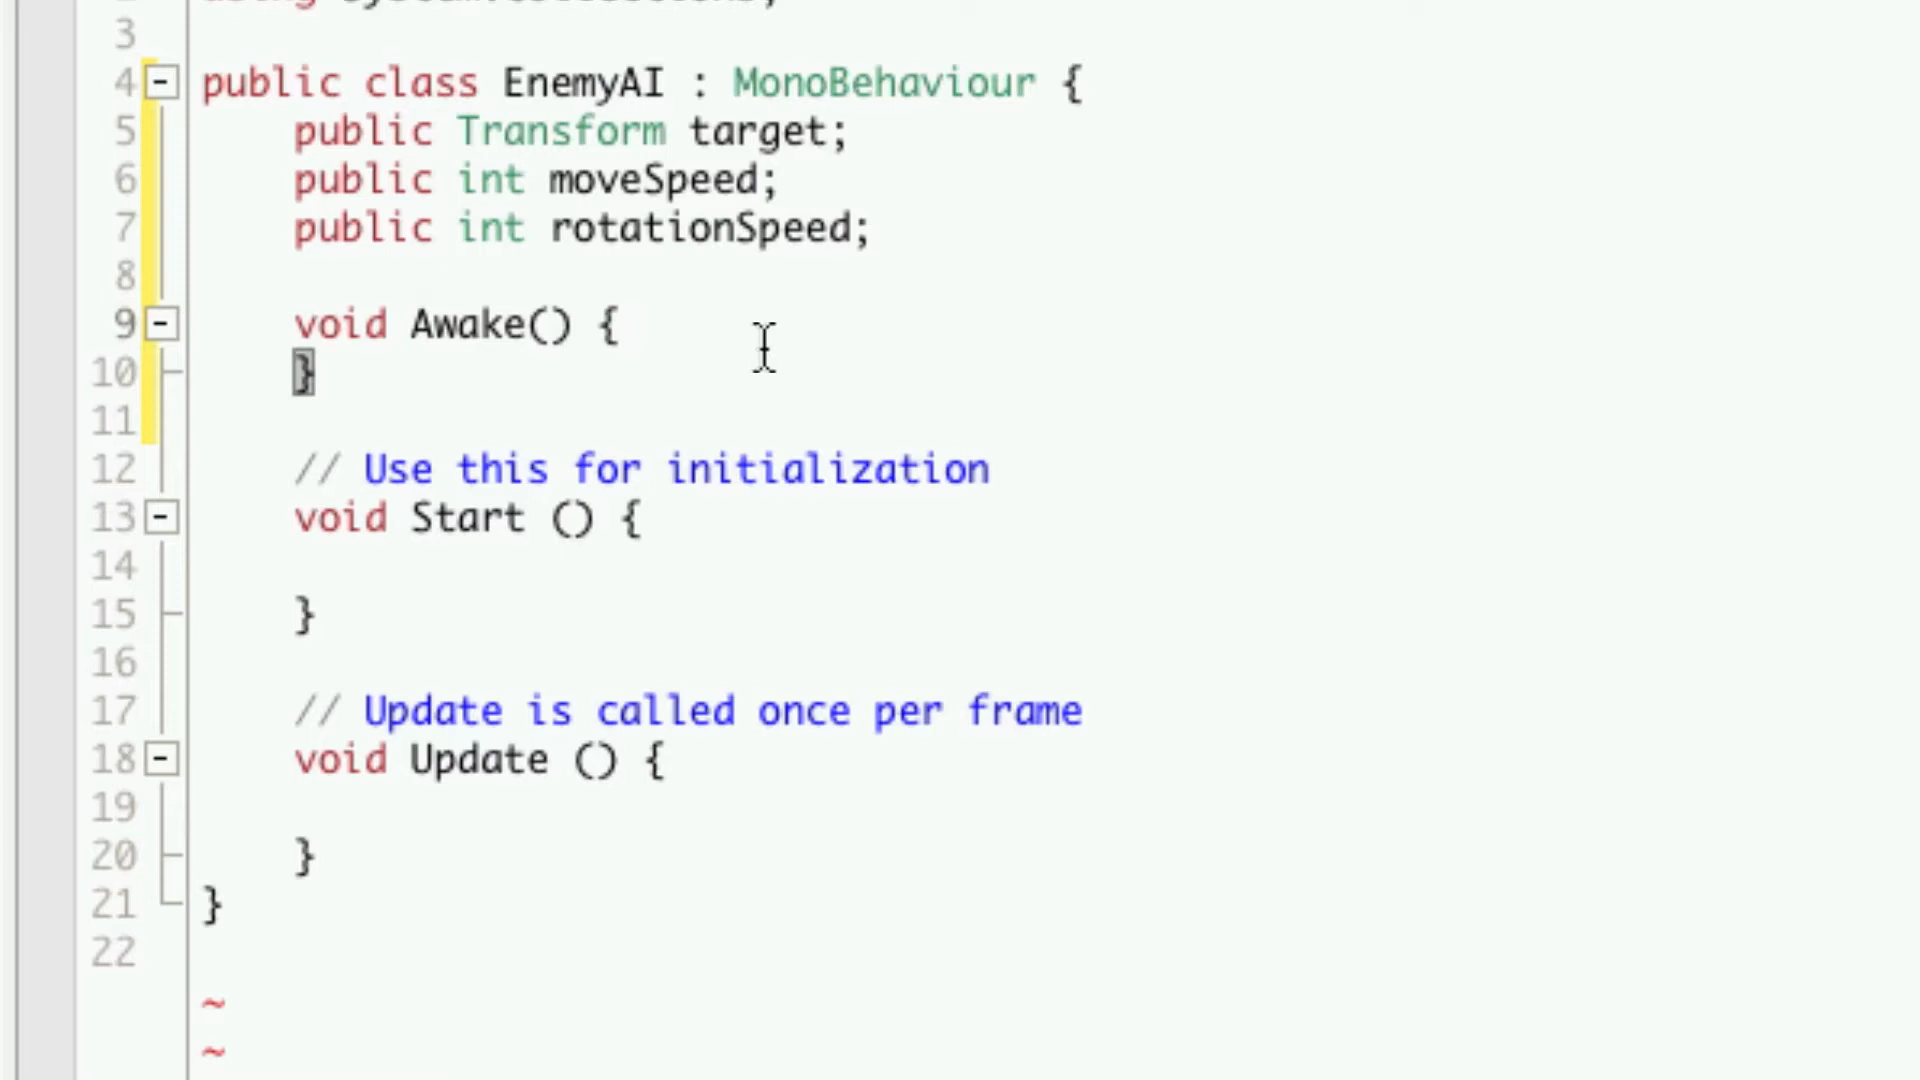 3
4 public class EnemyAI : MonoBehaviour {
5 public Transform target;
6 public int moveSpeed;
7 public int rotationSpeed;
8
9 void Awake() {
10 }
11
12 // Use this for initialization
13 void Start () {
14
15 }
16
17 // Update is called once per frame
18 void Update () {
19
20 }
21 }
22
~
~